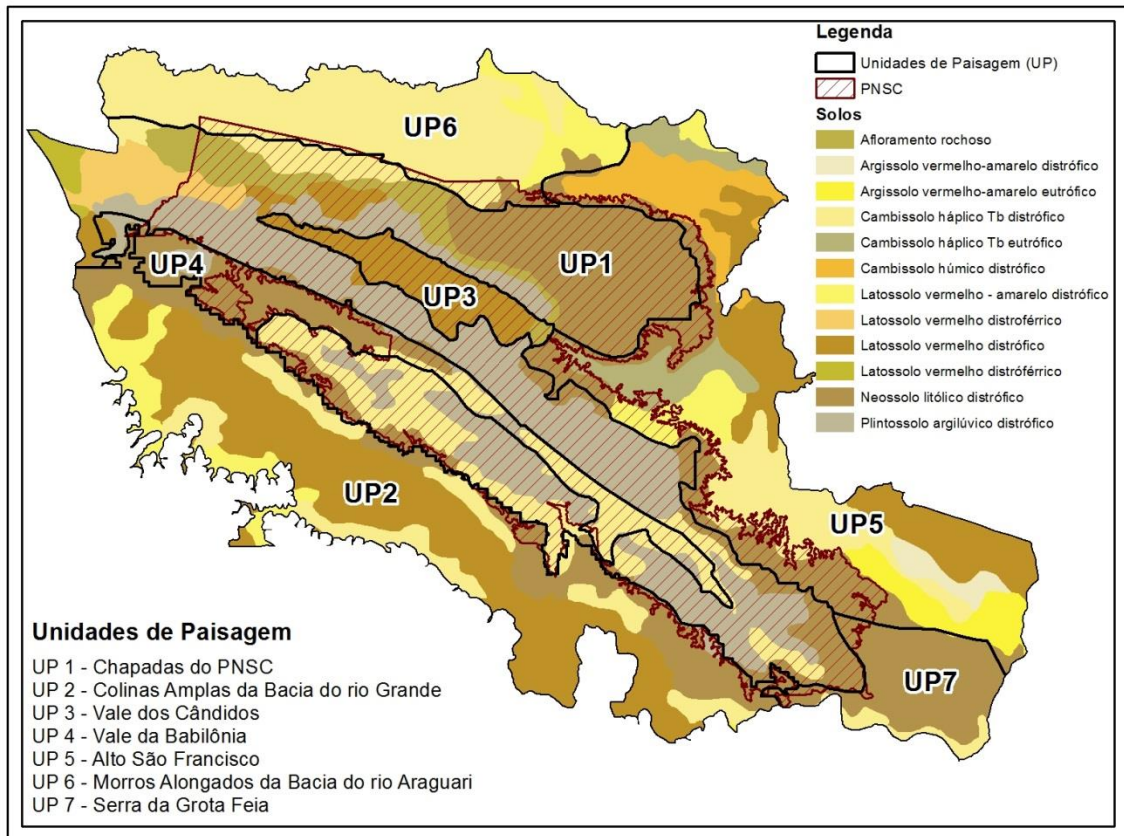 Legenda
Unidades de Paisagem (UP)
PNSC
Solos
Afloramento rochoso
Argissolo vermelho-amarelo distrófico
Argissolo vermelho-amarelo eutrófico
Cambissolo háplico Tb distrófico
Cambissolo háplico Tb eutrófico
Cambissolo húmico distrófico
Latossolo vermelho - amarelo distrófico
Latossolo vermelho distroférrico
Latossolo vermelho distrófico
Latossolo vermelho distróférrico
Neossolo litólico distrófico
Plintossolo argilúvico distrófico
UP6
UP1
UP4
UP3
UP2
UP5
UP7
Unidades de Paisagem
UP 1 - Chapadas do PNSC
UP 2 - Colinas Amplas da Bacia do rio Grande
UP 3 - Vale dos Cândidos
UP 4 - Vale da Babilônia
UP 5 - Alto São Francisco
UP 6 - Morros Alongados da Bacia do rio Araguari
UP 7 - Serra da Grota Feia